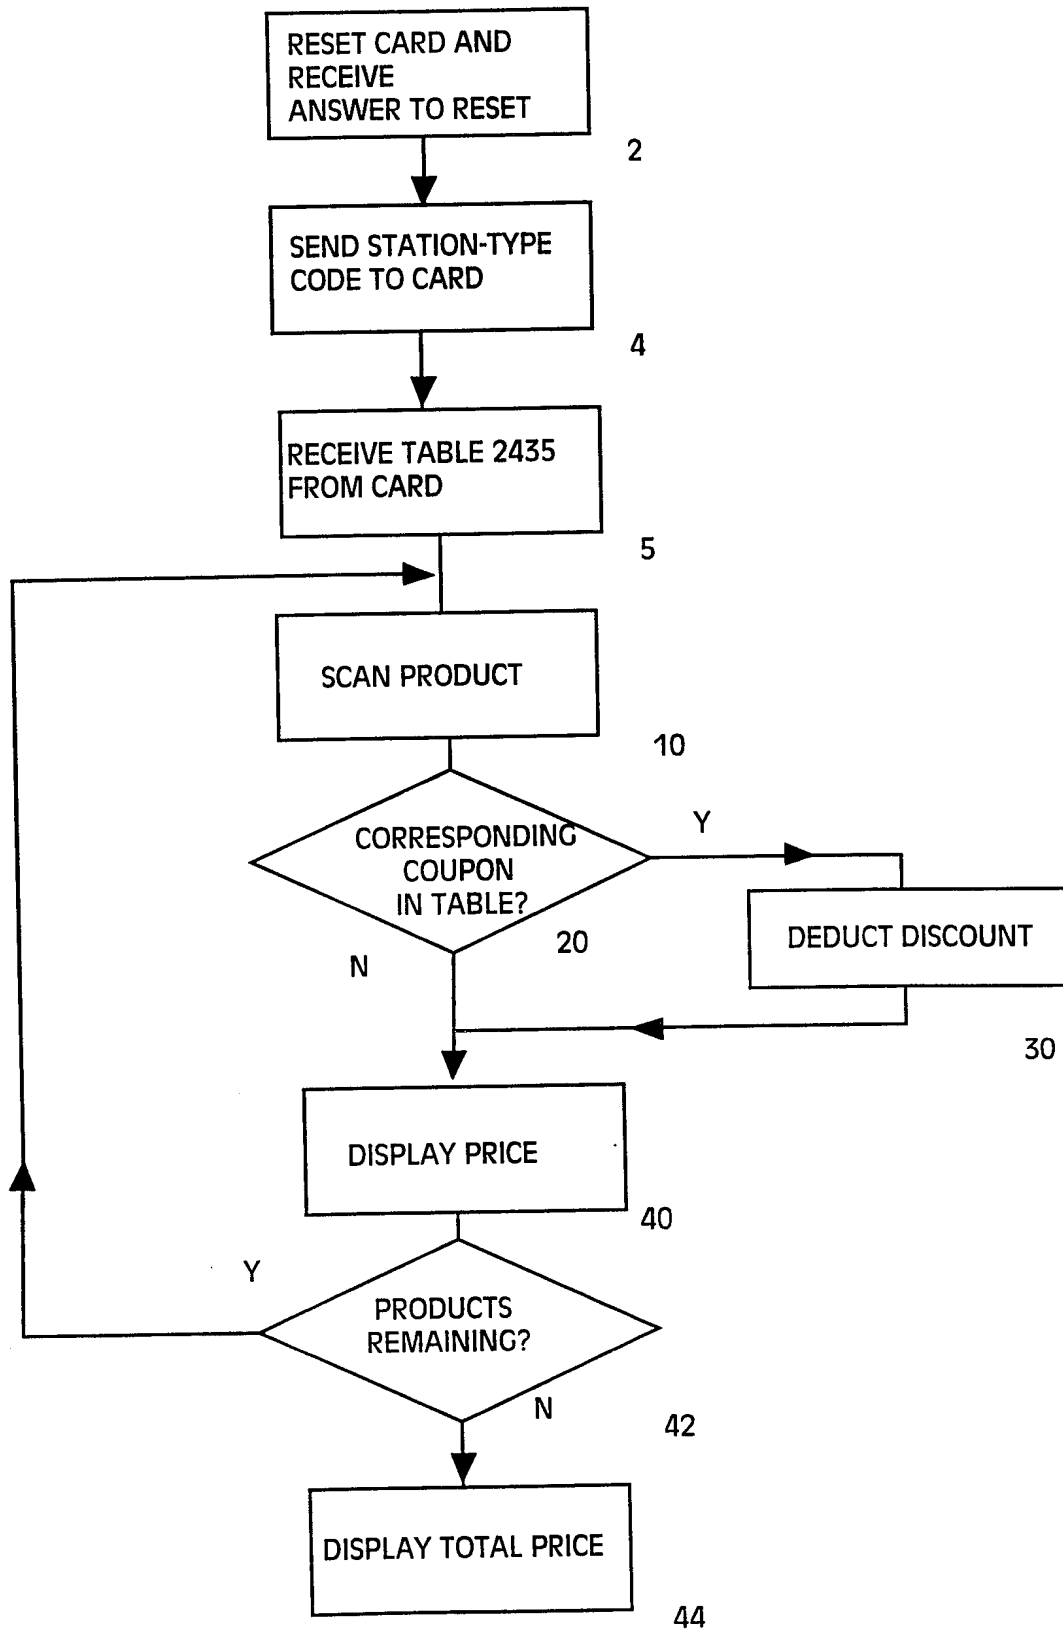 RESET CARD AND
RECEIVE
ANSWER TO RESET
2
SEND STATION-TYPE
CODE TO CARD
4
RECEIVE TABLE 2435
FROM CARD
5
SCAN PRODUCT
10
CORRESPONDING
COUPON
IN TABLE?
20
Y
N
DEDUCT DISCOUNT
30
DISPLAY PRICE
40
Y
PRODUCTS
REMAINING?
N
42
DISPLAY TOTAL PRICE
44